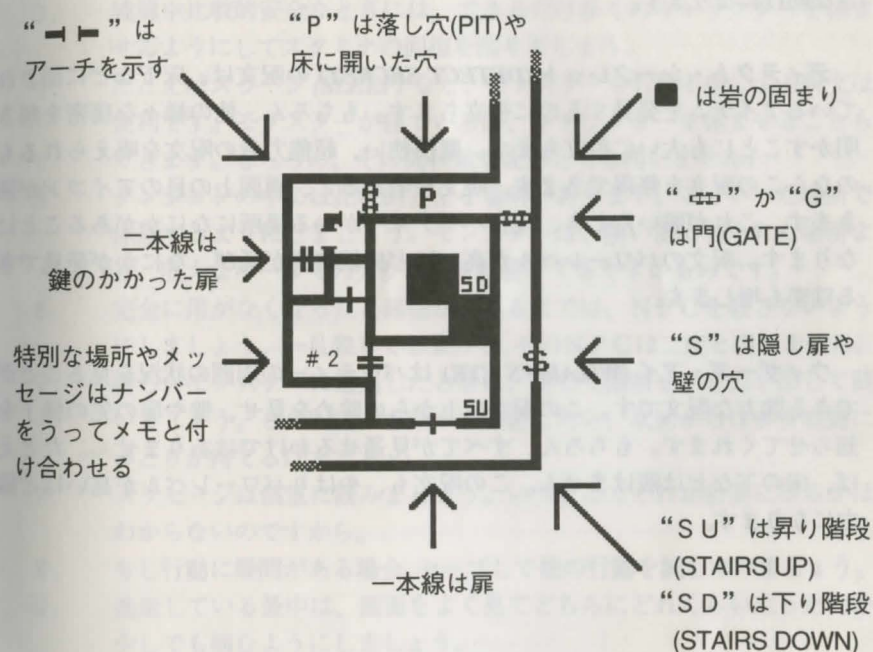 “ ” は
アーチを示す
“P” は落し穴(PIT)や
床に開いた穴
■ は岩の固まり
二本線は
鍵のかかった扉
P
“ ” か “G”
は門(GATE)
SD
特別な場所やメッ
セージはナンバー
をうってメモと付
け合わせる
#2
“S”は隠し扉や
壁の穴
S
SU
一本線は扉
“SU”は昇り階段
(STAIRS UP)
“SD”は下り階段
(STAIRS DOWN)